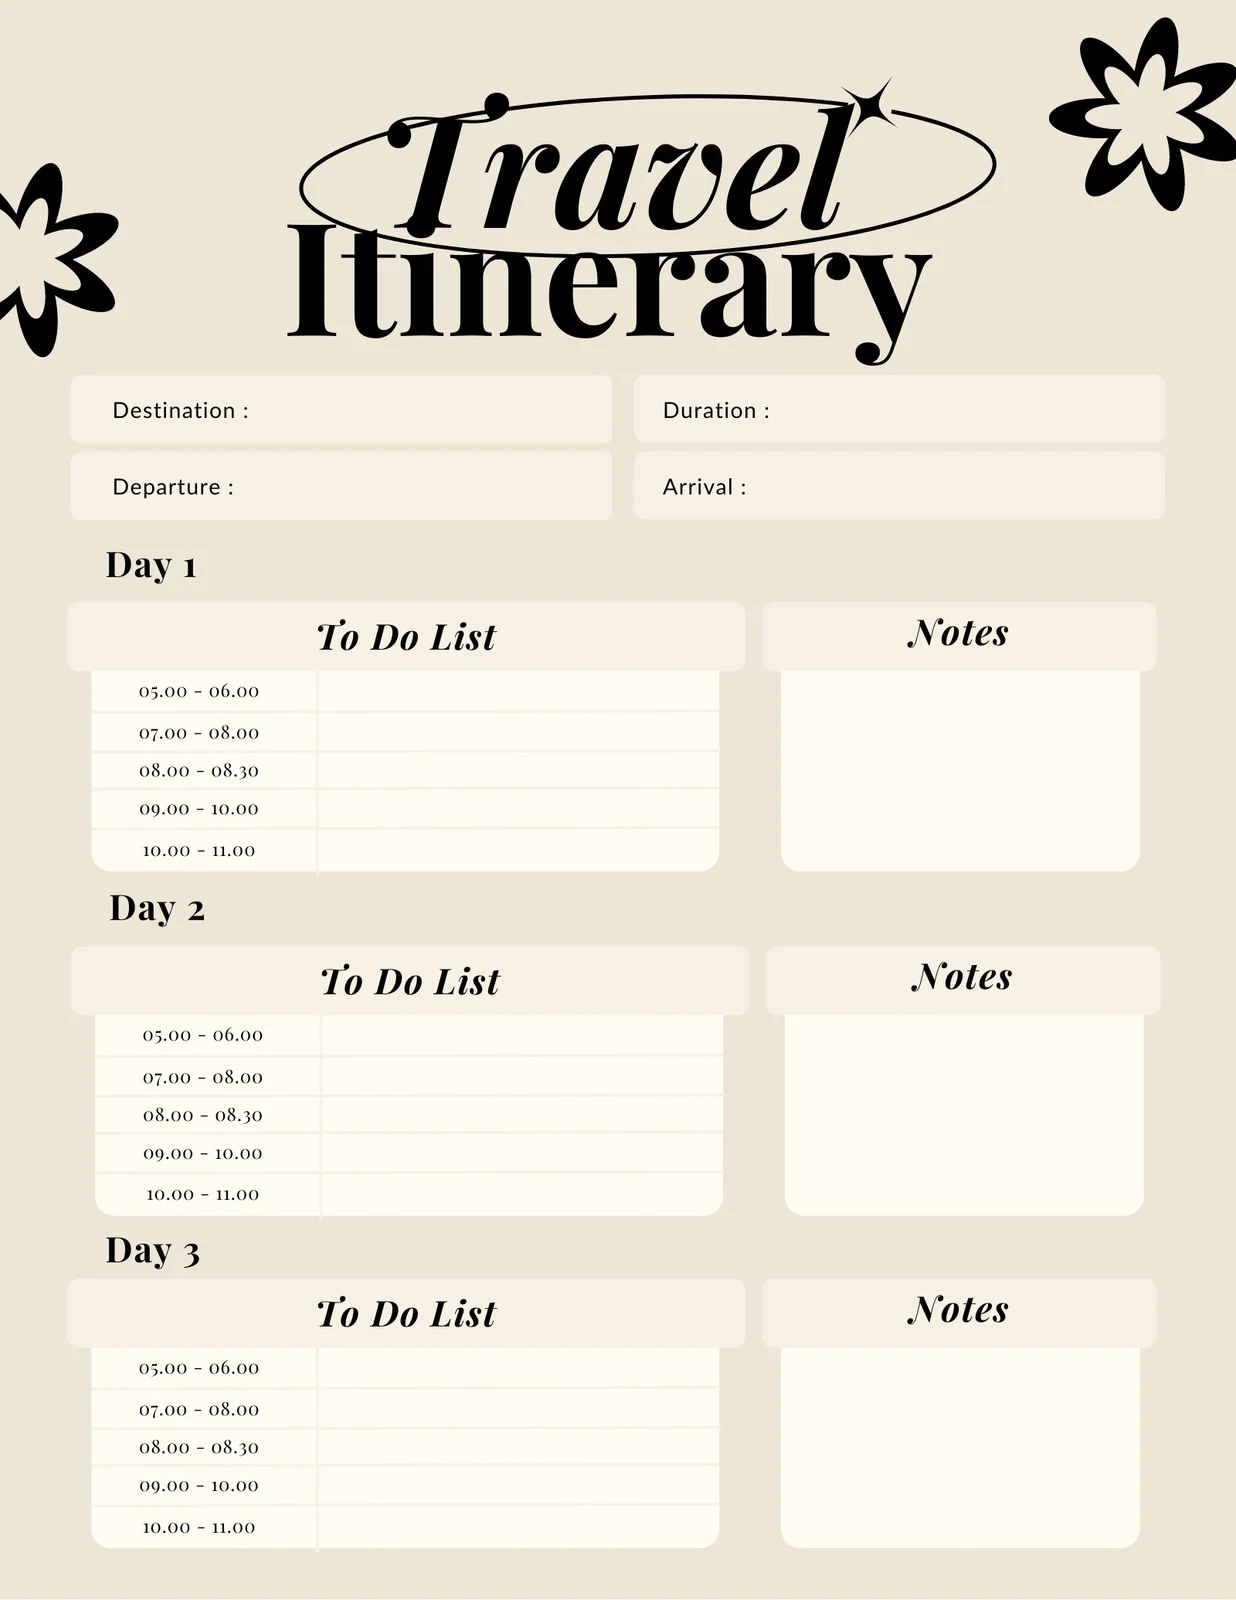 Travel
Itinerary
Destination :
Duration :
Departure :
Arrival :
Day 1
To Do List
Notes
05.00 - 06.00
07.00 - 08.00
08.00 - 08.30
09.00 - 10.00
10.00 - 11.00
Day 2
To Do List
Notes
05.00 - 06.00
07.00 - 08.00
08.00 - 08.30
09.00 - 10.00
10.00 - 11.00
Day 3
To Do List
Notes
05.00 - 06.00
07.00 - 08.00
08.00 - 08.30
09.00 - 10.00
10.00 - 11.00